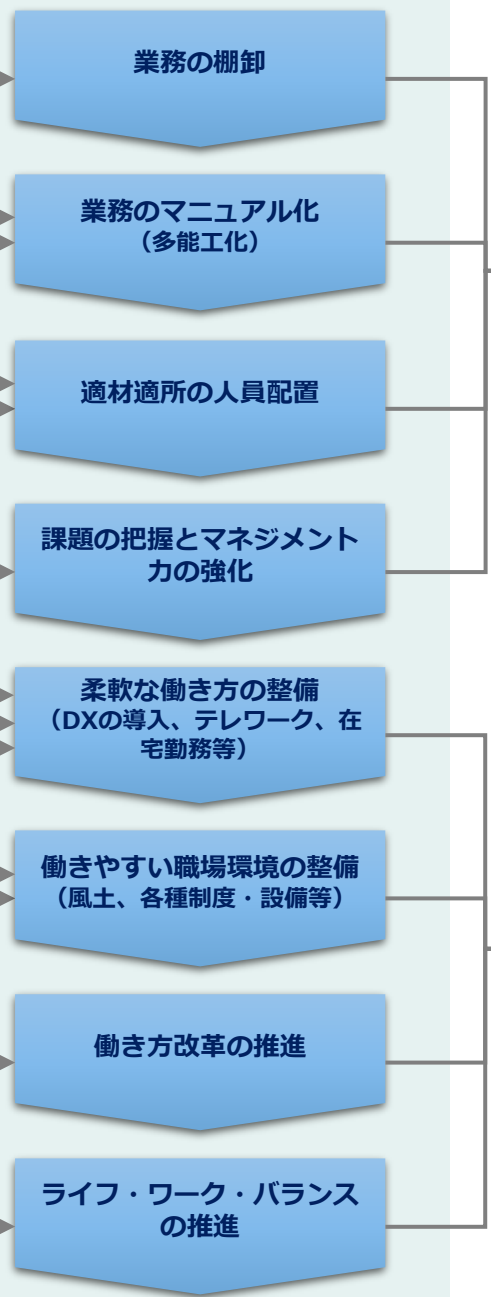 業務の棚卸
業務のマニュアル化
（多能工化）
適材適所の人員配置
課題の把握とマネジメント
力の強化
柔軟な働き方の整備
（DXの導入、テレワーク、在
宅勤務等）
働きやすい職場環境の整備
（風土、各種制度・設備等）
働き方改革の推進
ライフ・ワーク・バランス
の推進